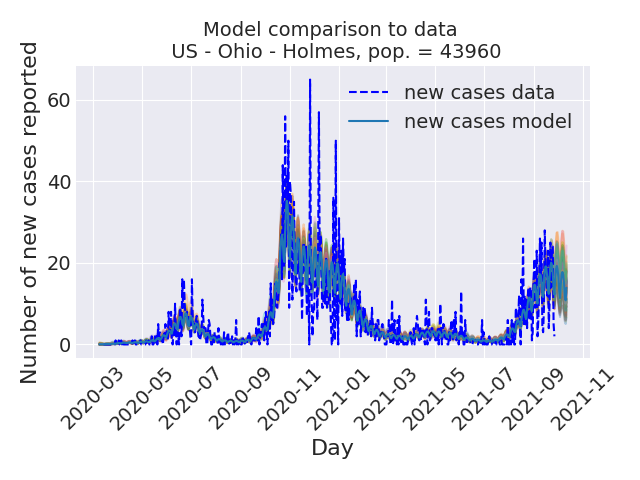 Model comparison to data
US - Ohio - Holmes, pop. = 43960
Number of new cases reported
60
40
20
0
new cases data
new cases model
2020-03
2020-05
2020-07
2020-09
2020-11
2021-01
2021-03
2021-05
2021-07
2021-09
2021-11
Day